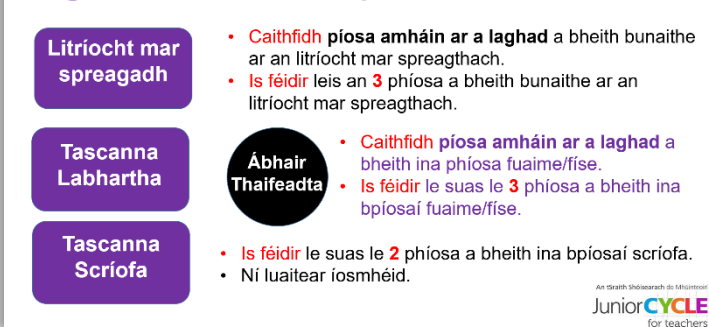 Litríocht mar
spreagadh
• Caithfidh píosa amháin ar a laghad a bheith bunaithe
ar an litríocht mar spreagthach.
• Is féidir leis an 3 phíosa a bheith bunaithe ar an
litríocht mar spreagthach.
Tascanna
Labhartha
Ábhair
Thaifeadta
• Caithfidh píosa amháin ar a laghad a
bheith ina phíosa fuaime/físe.
• Is féidir le suas le 3 phíosa a bheith ina
bpíosaí fuaime/físe.
Tascanna
Scríofa
• Is féidir le suas le 2 phíosa a bheith ina bpíosaí scríofa.
• Ní luaitear íosmhéid.
An tSraith Shóisearach do Mhúinteoirí
JuniorCYCLE
for teachers